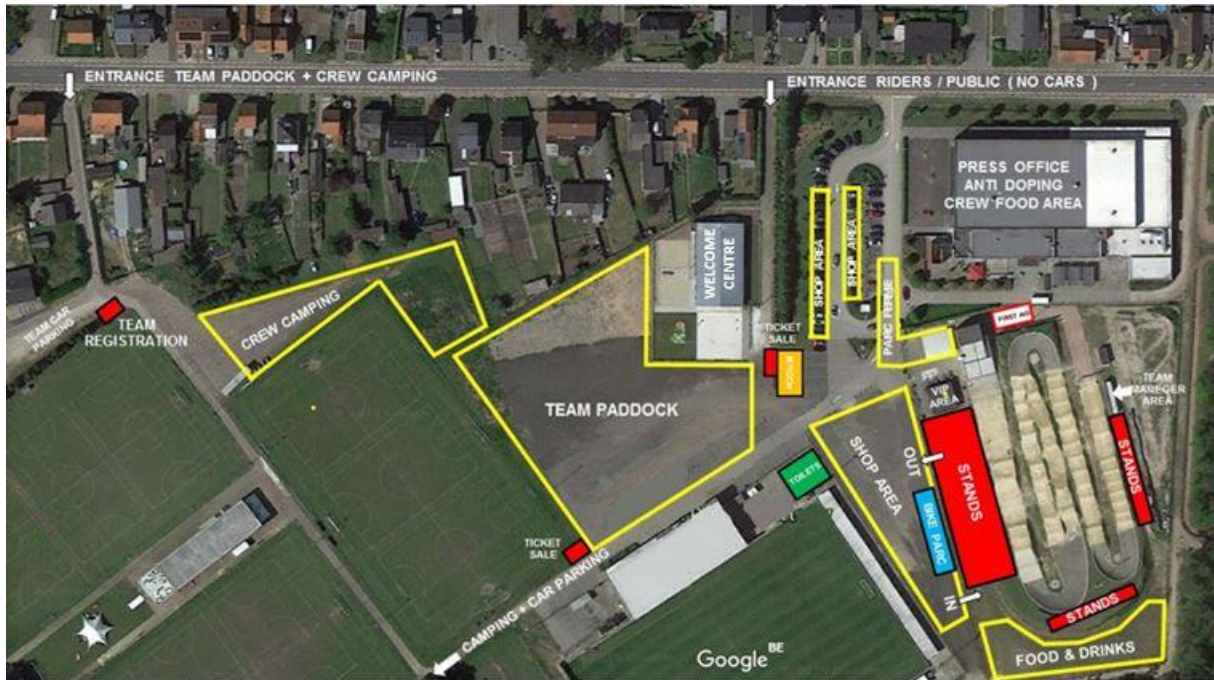 ENTRANCE TEAM PADDOCK + CREW CAMPING
ENTRANCE RIDERS / PUBLIC ( NO CARS )
PRESS OFFICE
ANTI DOPING
CREW FOOD AREA
WELCOME
CENTRE
SHOP AREA
SHOP AREA
PARC FERME
FIRST AID
TEAM CAR
PARKING
TEAM
REGISTRATION
CREW CAMPING
TICKET
SALE
PODIUM
VIP
AREA
TEAM
MANEGER
AREA
TEAM PADDOCK
SHOP AREA
OUT
STANDS
STANDS
TOILETS
BIKE PARC
IN
TICKET
SALE
CAMPING + CAR PARKING
STANDS
FOOD & DRINKS
Google
BE